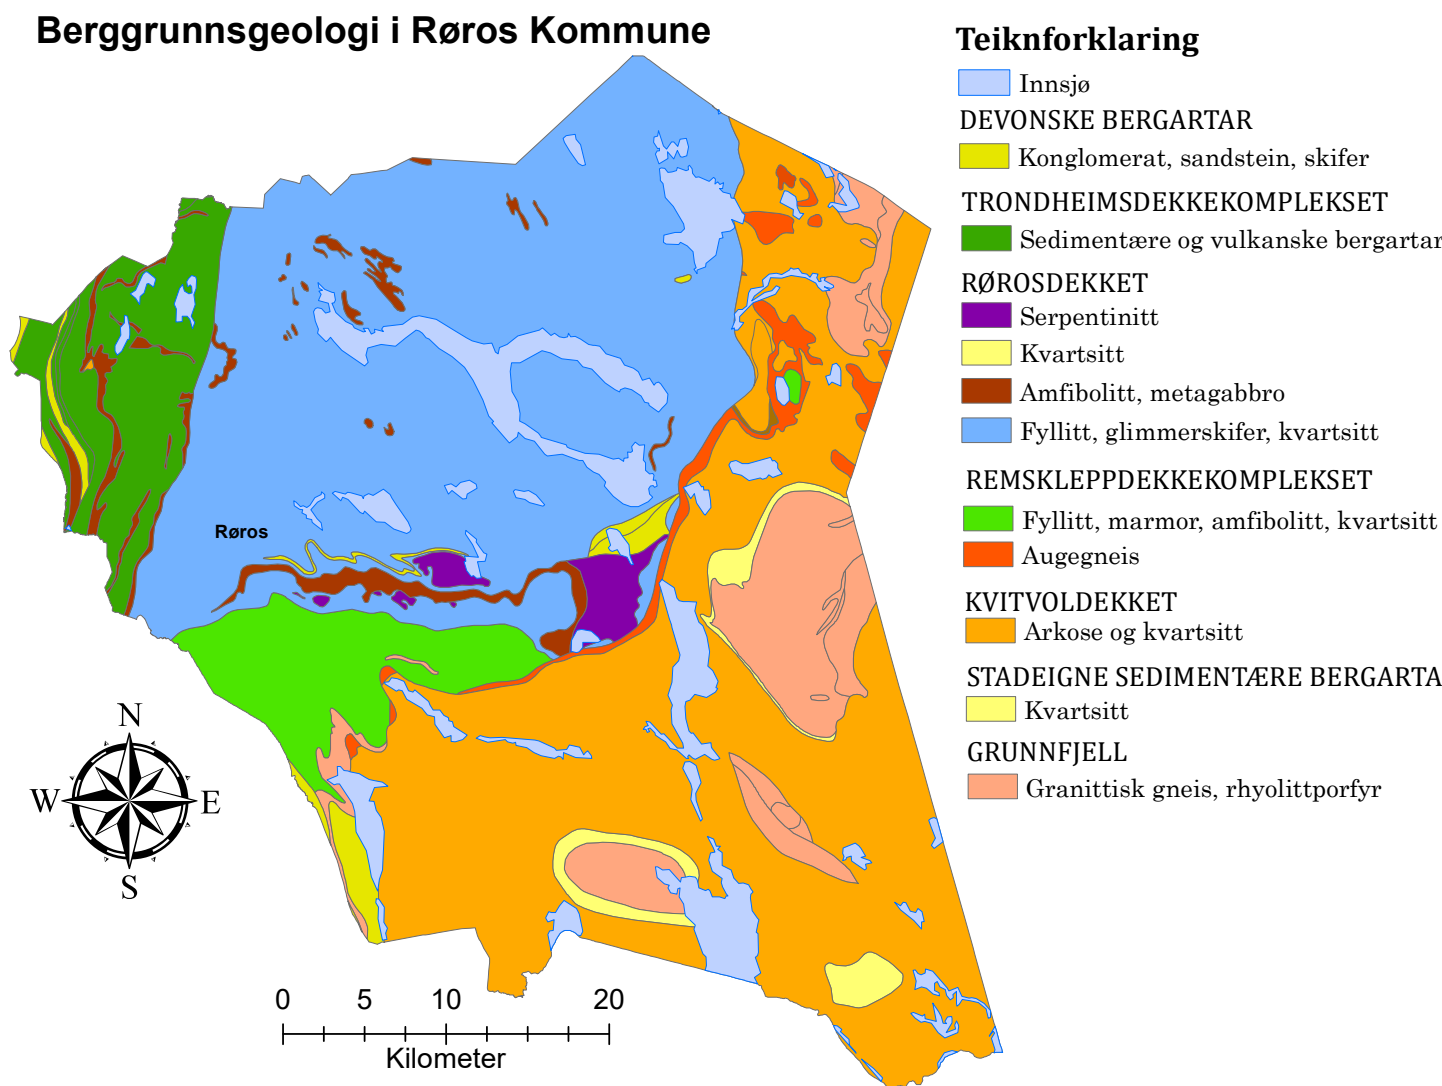 Berggrunnsgeologi i Røros Kommune
Teiknforklaring
Innsjø
DEVONSKE BERGARTAR
Konglomerat, sandstein, skifer
TRONDHEIMSDEKKEKOMPLEKSET
Sedimentære og vulkanske bergartar
RØROSDEKKET
Serpentinitt
Kvartsitt
Amfibolitt, metagabbro
Fyllitt, glimmerskifer, kvartsitt
REMSKLEPPDEKKEKOMPLEKSET
Fyllitt, marmor, amfibolitt, kvartsitt
Augegneis
KVITVOLDEKKET
Arkose og kvartsitt
STADEIGNE SEDIMENTÆRE BERGARTA
Kvartsitt
GRUNNFJELL
Granittisk gneis, rhyolittporfyr
Røros
N
W E
S
0 5 10 20
Kilometer